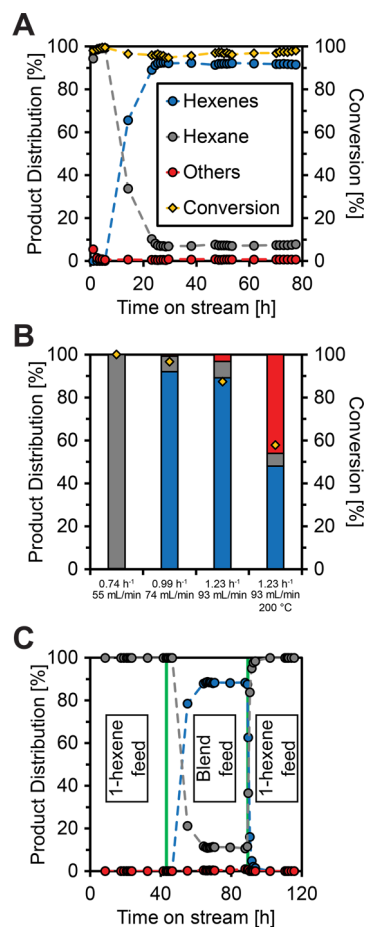 A
Product Distribution [%]
100
80
60
40
20
0
Hexenes
Hexane
Others
Conversion
100
80
60
40
20
0
Conversion [%]
0 20 40 60 80
Time on stream [h]
B
Product Distribution [%]
100
80
60
40
20
0
100
80
60
40
20
0
Conversion [%]
0.74 h-1 0.99 h-1 1.23 h-1 1.23 h-1
55 mL/min 74 mL/min 93 mL/min 93 mL/min
200 °C
C
Product Distribution [%]
100
80
60
40
20
0
1-hexene
feed
Blend
feed
1-hexene
feed
0 40 80 120
Time on stream [h]